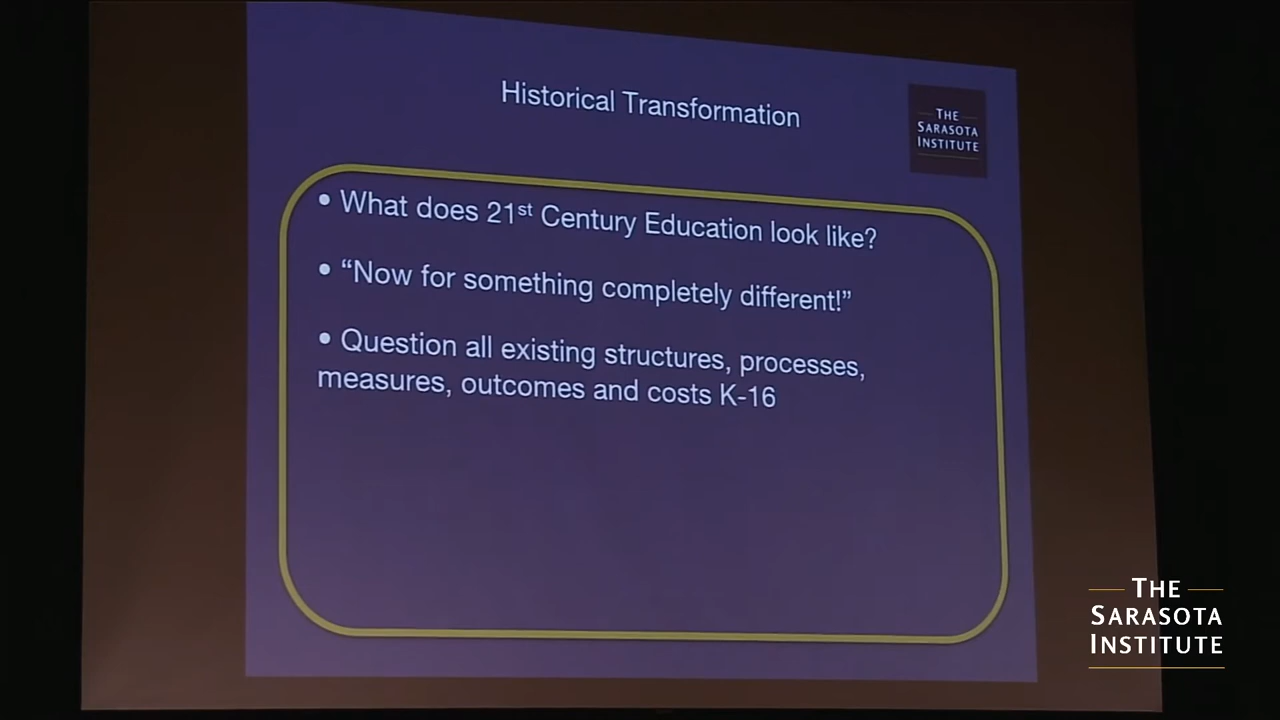 Historical Transformation
THE
SARASOTA
INSTITUTE
• What does 21st Century Education look like?
• “Now for something completely different!”
• Question all existing structures, processes,
measures, outcomes and costs K-16
THE
SARASOTA
INSTITUTE